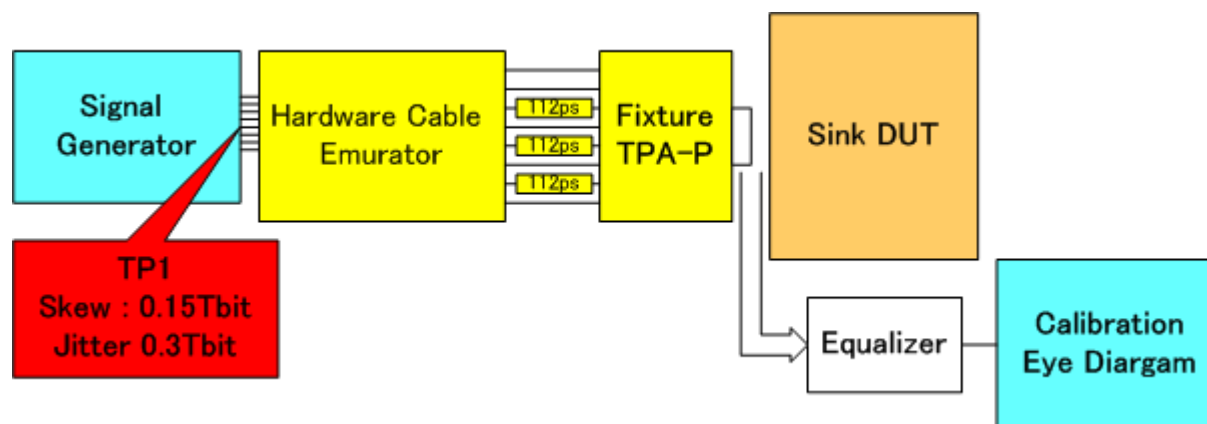 Signal
Generator
Hardware Cable
Emurator
112ps
112ps
112ps
Fixture
TPA-P
Sink DUT
TP1
Skew : 0.15Tbit
Jitter 0.3Tbit
Equalizer
Calibration
Eye Diargam